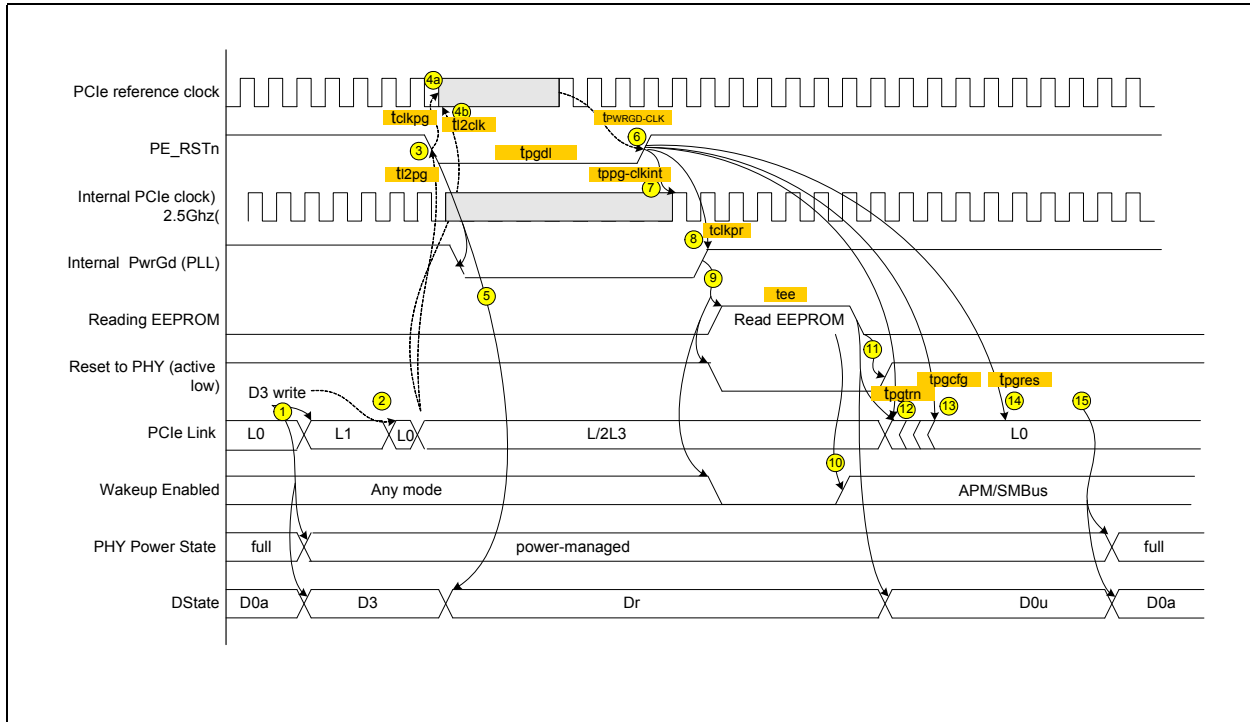 4a
PCIe reference clock
tclkpg
4b
tl2clk
tPWRGD-CLK
6
PE_RSTn
3
tpgdl
tl2pg
tppg-clkint
7
Internal PCIe clock)
2.5Ghz(
tclkpr
8
Internal PwrGd (PLL)
9
5
tee
Reading EEPROM
Read EEPROM
11
Reset to PHY (active
low)
tpgcfg
tpgres
D3 write
tpgtrn
2
1
12
13
14
15
PCIe Link
L0
L1
L0
L/2L3
L0
10
Wakeup Enabled
Any mode
APM/SMBus
PHY Power State
full
power-managed
full
DState
D0a
D3
Dr
D0u
D0a